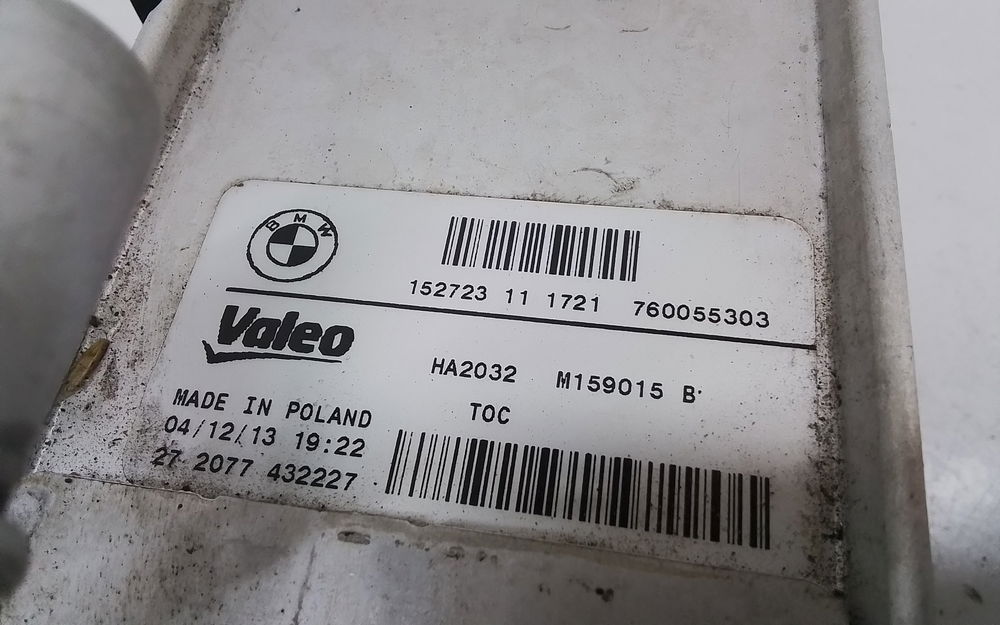 BMW
152723 11 1721 760055303
Valeo
HA2032 M159015 B
MADE IN POLAND
TOC
04/12/13 19:22
27 2077 432227